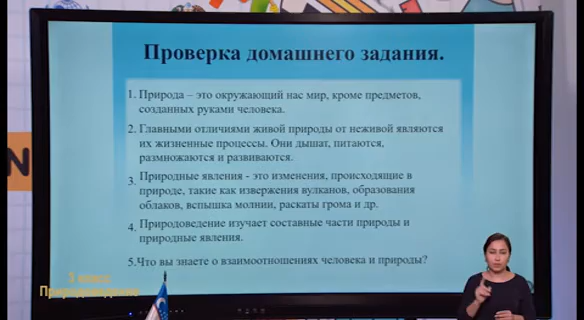 Проверка домашнего задания.
1. Природа – это окружающий нас мир, кроме предметов,
созданных руками человека.
2. Главными отличиями живой природы от неживой являются
их жизненные процессы. Они дышат, питаются,
размножаются и развиваются.
3. Природные явления - это изменения, происходящие в
природе, такие как извержения вулканов, образования
облаков, вспышка молнии, раскаты грома и др.
4. Природоведение изучает составные части природы и
природные явления.
5.Что вы знаете о взаимоотношениях человека и природы?
класс
Природоведение
N